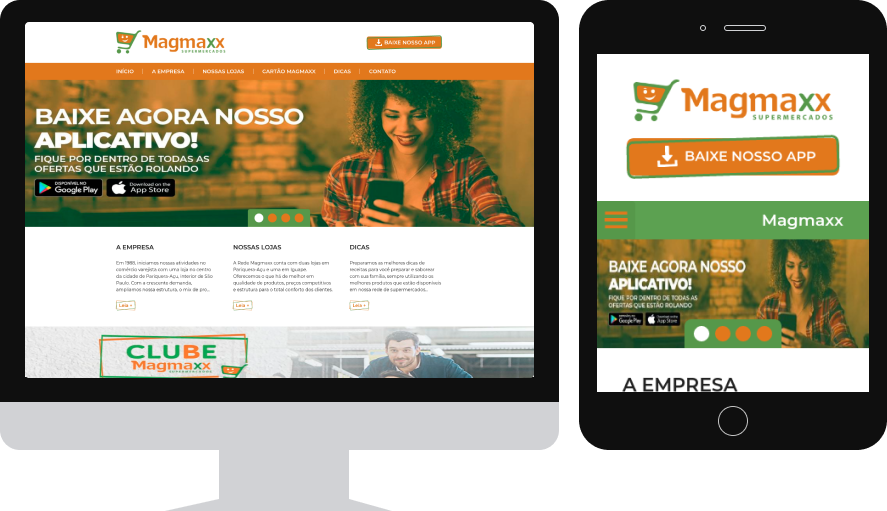 Magmaxx
SUPERMERCADOS
BAIXE NOSSO APP
INÍCIO | A EMPRESA | NOSSAS LOJAS | CARTÃO MAGMAXX | DICAS | CONTATO
BAIXE AGORA NOSSO
APLICATIVO!
FIQUE POR DENTRO DE TODAS AS
OFERTAS QUE ESTÃO ROLANDO
DISPONÍVEL NO
Google Play
Download on the
App Store
A EMPRESA
Em 1988, iniciamos nossas atividades no
comércio varejista com uma loja no centro
da cidade de Pariquera-Açu, interior de São
Paulo. Com a crescente demanda,
ampliamos nossa estrutura, o mix de pro...
Leia +
NOSSAS LOJAS
A Rede Magmaxx conta com duas lojas em
Pariquera-Açu e uma em Iguape.
Oferecemos o que há de melhor em
qualidade de produtos, preços competitivos
e estrutura para o total conforto dos clientes.
Leia +
DICAS
Preparamos as melhores dicas de
receitas para você preparar e saborear
com sua família, sempre utilizando os
melhores produtos que estão disponíveis
em nossa rede de supermercados...
Leia +
CLUBE
Magmaxx
SUPERMERCADOS
Magmaxx
SUPERMERCADOS
BAIXE NOSSO APP
Magmaxx
BAIXE AGORA NOSSO
APLICATIVO!
FIQUE POR DENTRO DE TODAS AS
OFERTAS QUE ESTÃO ROLANDO
Google Play
App Store
A EMPRESA